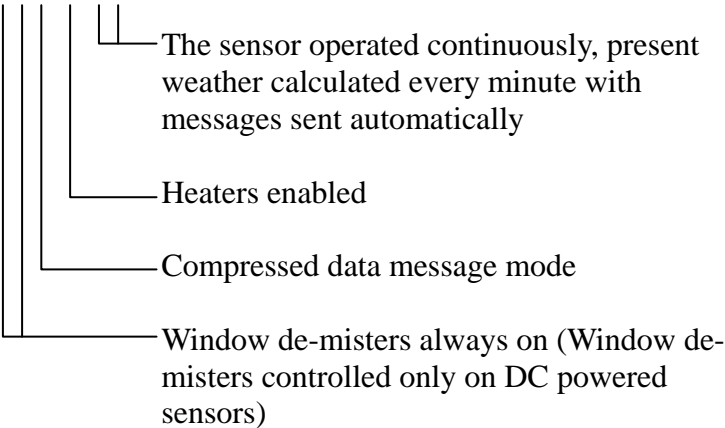 The sensor operated continuously, present
weather calculated every minute with
messages sent automatically
Heaters enabled
Compressed data message mode
Window de-misters always on (Window de-
misters controlled only on DC powered
sensors)